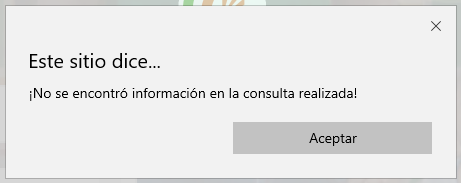 Este sitio dice...
¡No se encontró información en la consulta realizada!
Aceptar